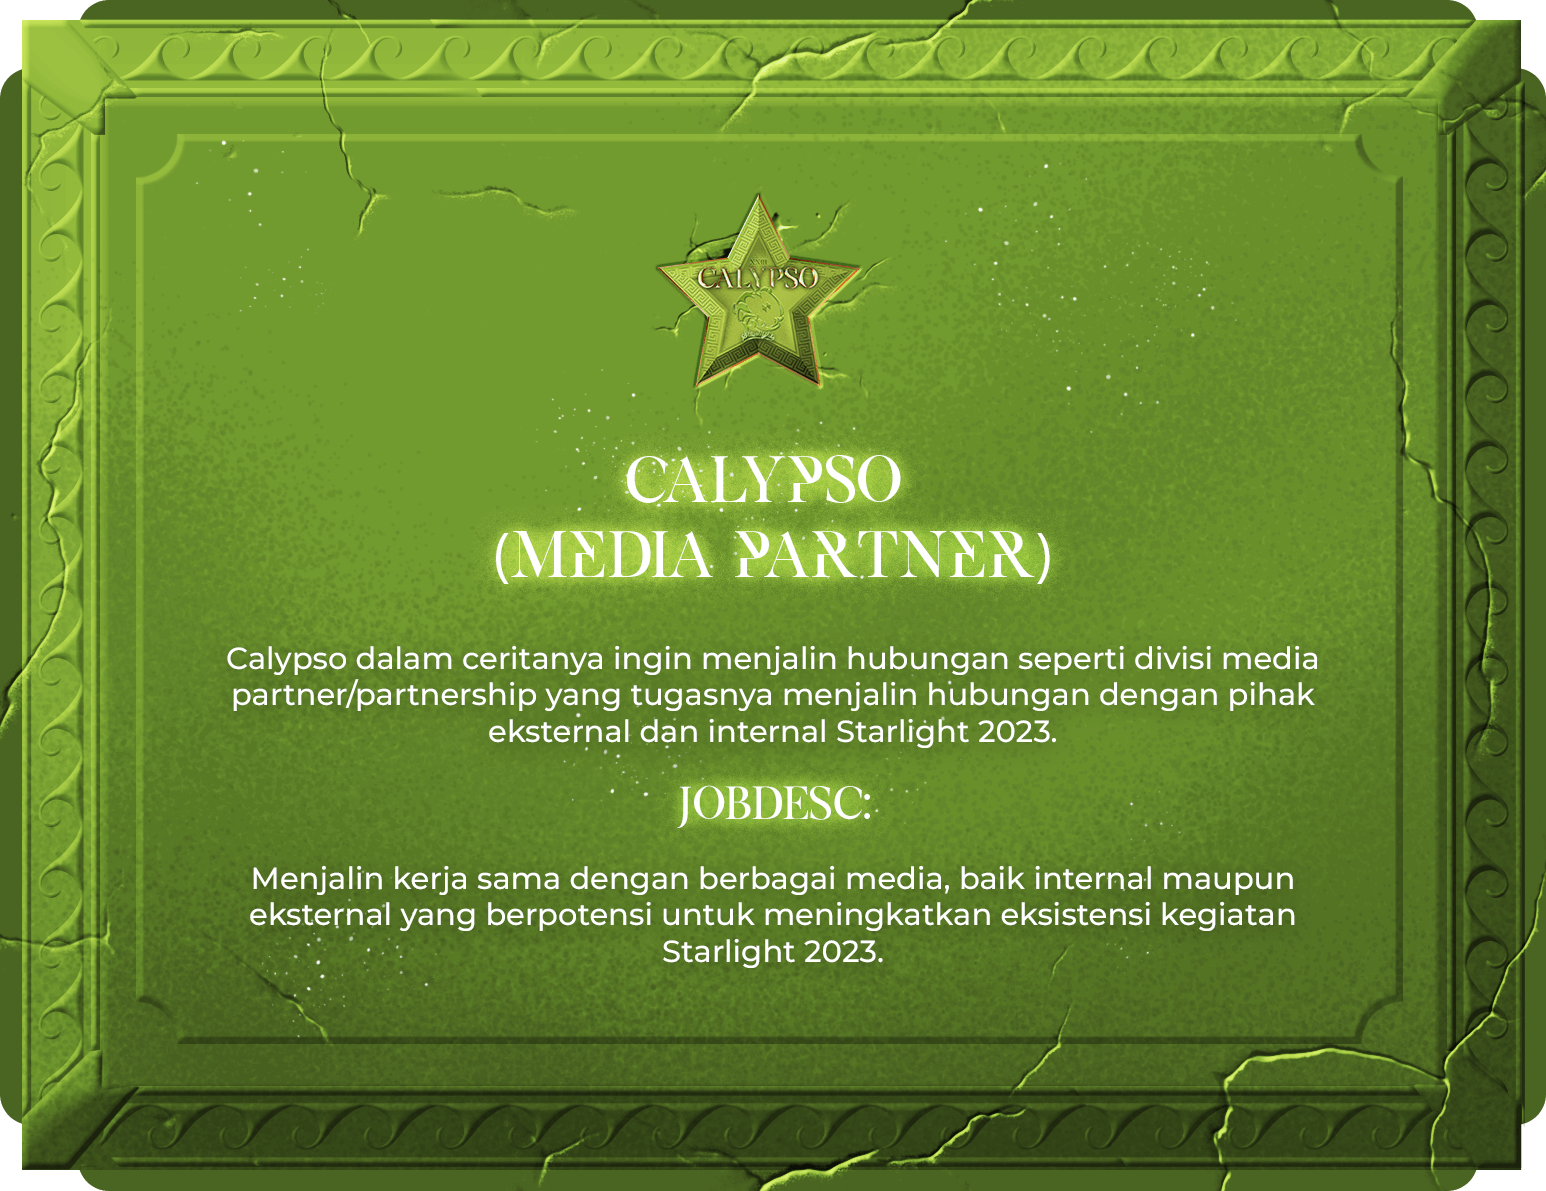 CALYPSO
CALYPSO
(MEDIA PARTNER)
Calypso dalam ceritanya ingin menjalin hubungan seperti divisi media
partner/partnership yang tugasnya menjalin hubungan dengan pihak
eksternal dan internal Starlight 2023.
JOBDESC:
Menjalin kerja sama dengan berbagai media, baik internal maupun
eksternal yang berpotensi untuk meningkatkan eksistensi kegiatan
Starlight 2023.